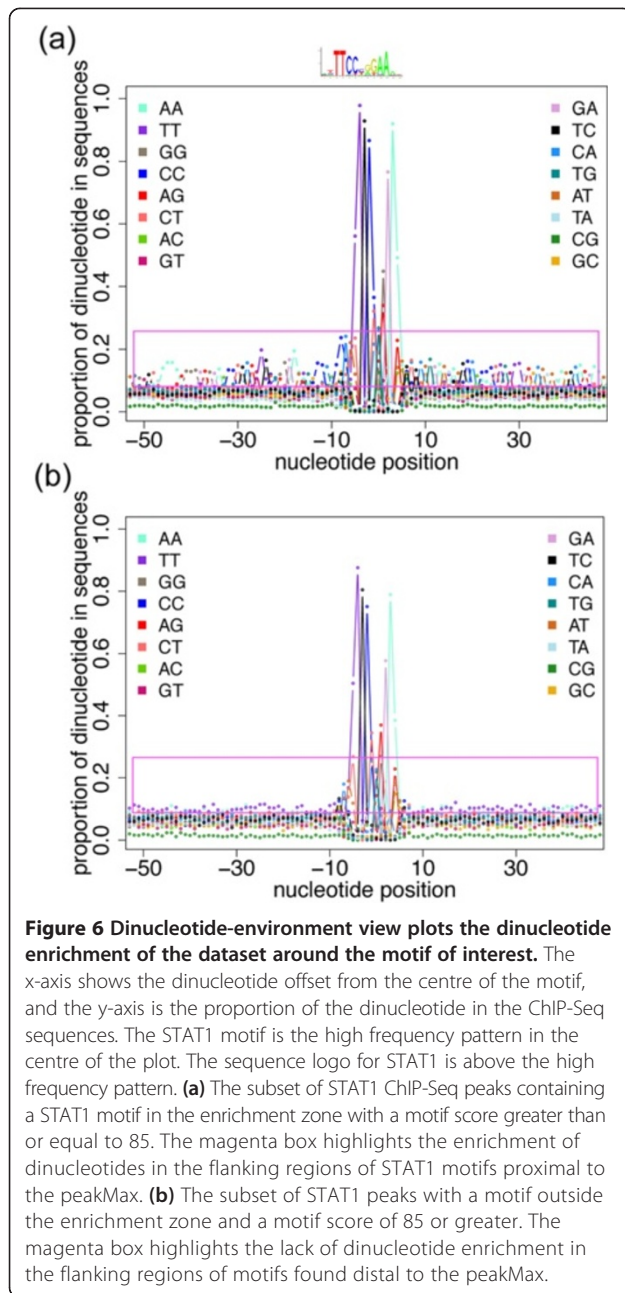 (a)
TTCC GGAA
proportion of dinucleotide in sequences
1.0
0.8
0.6
0.4
0.2
0.0
AA
TT
GG
CC
AG
CT
AC
GT
GA
TC
CA
TG
AT
TA
CG
GC
−50 −30 −10 10 30
nucleotide position
(b)
proportion of dinucleotide in sequences
1.0
0.8
0.6
0.4
0.2
0.0
AA
TT
GG
CC
AG
CT
AC
GT
GA
TC
CA
TG
AT
TA
CG
GC
−50 −30 −10 10 30
nucleotide position
Figure 6 Dinucleotide-environment view plots the dinucleotide
enrichment of the dataset around the motif of interest. The
x-axis shows the dinucleotide offset from the centre of the motif,
and the y-axis is the proportion of the dinucleotide in the ChIP-Seq
sequences. The STAT1 motif is the high frequency pattern in the
centre of the plot. The sequence logo for STAT1 is above the high
frequency pattern. (a) The subset of STAT1 ChIP-Seq peaks containing
a STAT1 motif in the enrichment zone with a motif score greater than
or equal to 85. The magenta box highlights the enrichment of
dinucleotides in the flanking regions of STAT1 motifs proximal to
the peakMax. (b) The subset of STAT1 peaks with a motif outside
the enrichment zone and a motif score of 85 or greater. The
magenta box highlights the lack of dinucleotide enrichment in
the flanking regions of motifs found distal to the peakMax.